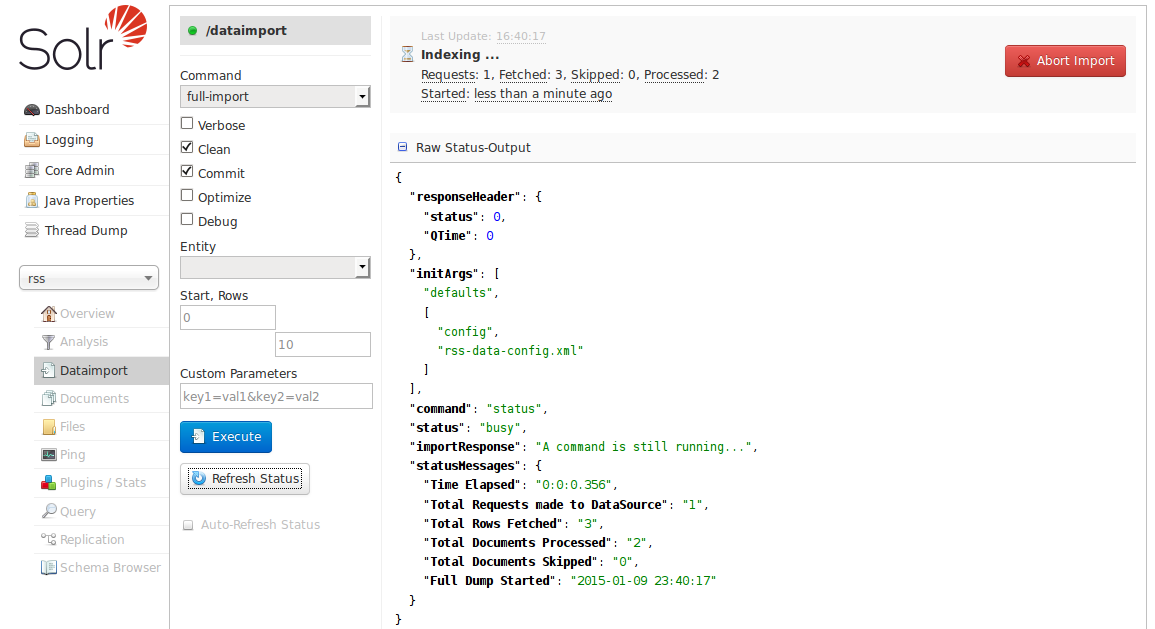 Solr
Dashboard
Logging
Core Admin
Java Properties
Thread Dump
rss
Overview
Analysis
Dataimport
Documents
Files
Ping
Plugins / Stats
Query
Replication
Schema Browser
/dataimport
Command
full-import
Verbose
Clean
Commit
Optimize
Debug
Entity
Start, Rows
0
10
Custom Parameters
key1=val1&key2=val2
Execute
Refresh Status
Auto-Refresh Status
Last Update: 16:40:17
Indexing ...
Requests: 1, Fetched: 3, Skipped: 0, Processed: 2
Started: less than a minute ago
Abort Import
Raw Status-Output
{
"responseHeader": {
"status": 0,
"QTime": 0
},
"initArgs": [
"defaults",
[
"config",
"rss-data-config.xml"
]
],
"command": "status",
"status": "busy",
"importResponse": "A command is still running...",
"statusMessages": {
"Time Elapsed": "0:0:0.356",
"Total Requests made to DataSource": "1",
"Total Rows Fetched": "3",
"Total Documents Processed": "2",
"Total Documents Skipped": "0",
"Full Dump Started": "2015-01-09 23:40:17"
}
}